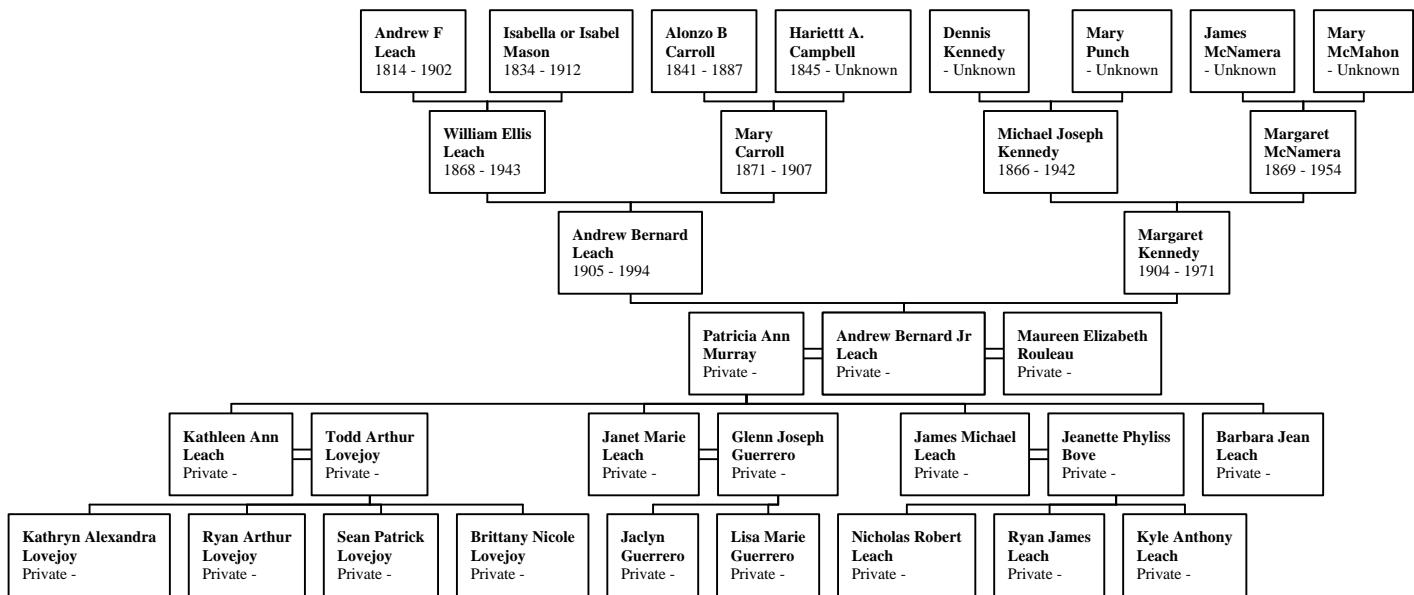 Andrew F
Leach
1814 - 1902
Isabella or Isabel
Mason
1834 - 1912
Alonzo B
Carroll
1841 - 1887
Hariettt A.
Campbell
1845 - Unknown
Dennis
Kennedy
- Unknown
Mary
Punch
- Unknown
James
McNamera
- Unknown
Mary
McMahon
- Unknown
William Ellis
Leach
1868 - 1943
Mary
Carroll
1871 - 1907
Michael Joseph
Kennedy
1866 - 1942
Margaret
McNamera
1869 - 1954
Andrew Bernard
Leach
1905 - 1994
Margaret
Kennedy
1904 - 1971
Patricia Ann
Murray
Private -
Andrew Bernard Jr
Leach
Private -
Maureen Elizabeth
Rouleau
Private -
Kathleen Ann
Leach
Private -
Todd Arthur
Lovejoy
Private -
Janet Marie
Leach
Private -
Glenn Joseph
Guerrero
Private -
James Michael
Leach
Private -
Jeanette Phyliss
Bove
Private -
Barbara Jean
Leach
Private -
Kathryn Alexandra
Lovejoy
Private -
Ryan Arthur
Lovejoy
Private -
Sean Patrick
Lovejoy
Private -
Brittany Nicole
Lovejoy
Private -
Jaclyn
Guerrero
Private -
Lisa Marie
Guerrero
Private -
Nicholas Robert
Leach
Private -
Ryan James
Leach
Private -
Kyle Anthony
Leach
Private -